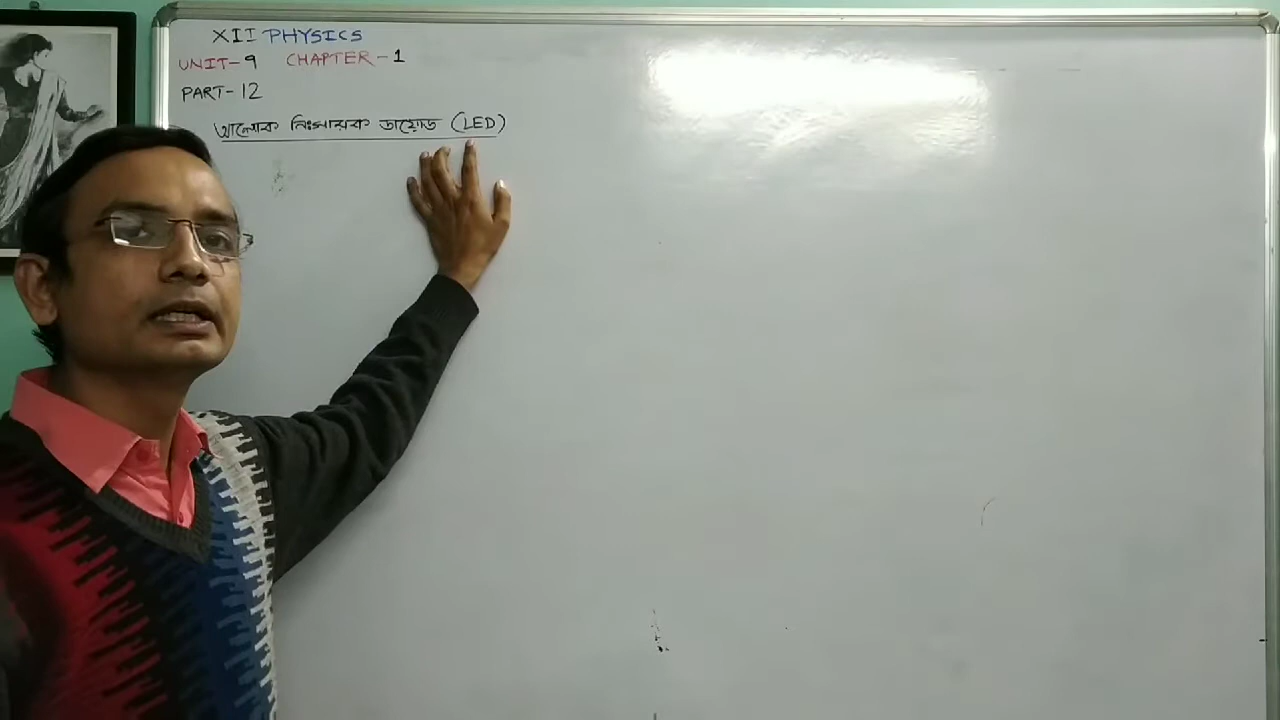 XII PHYSICS
UNIT-9 CHAPTER-1
PART-12
আলোক নিঃসারক ডায়োড (LED)